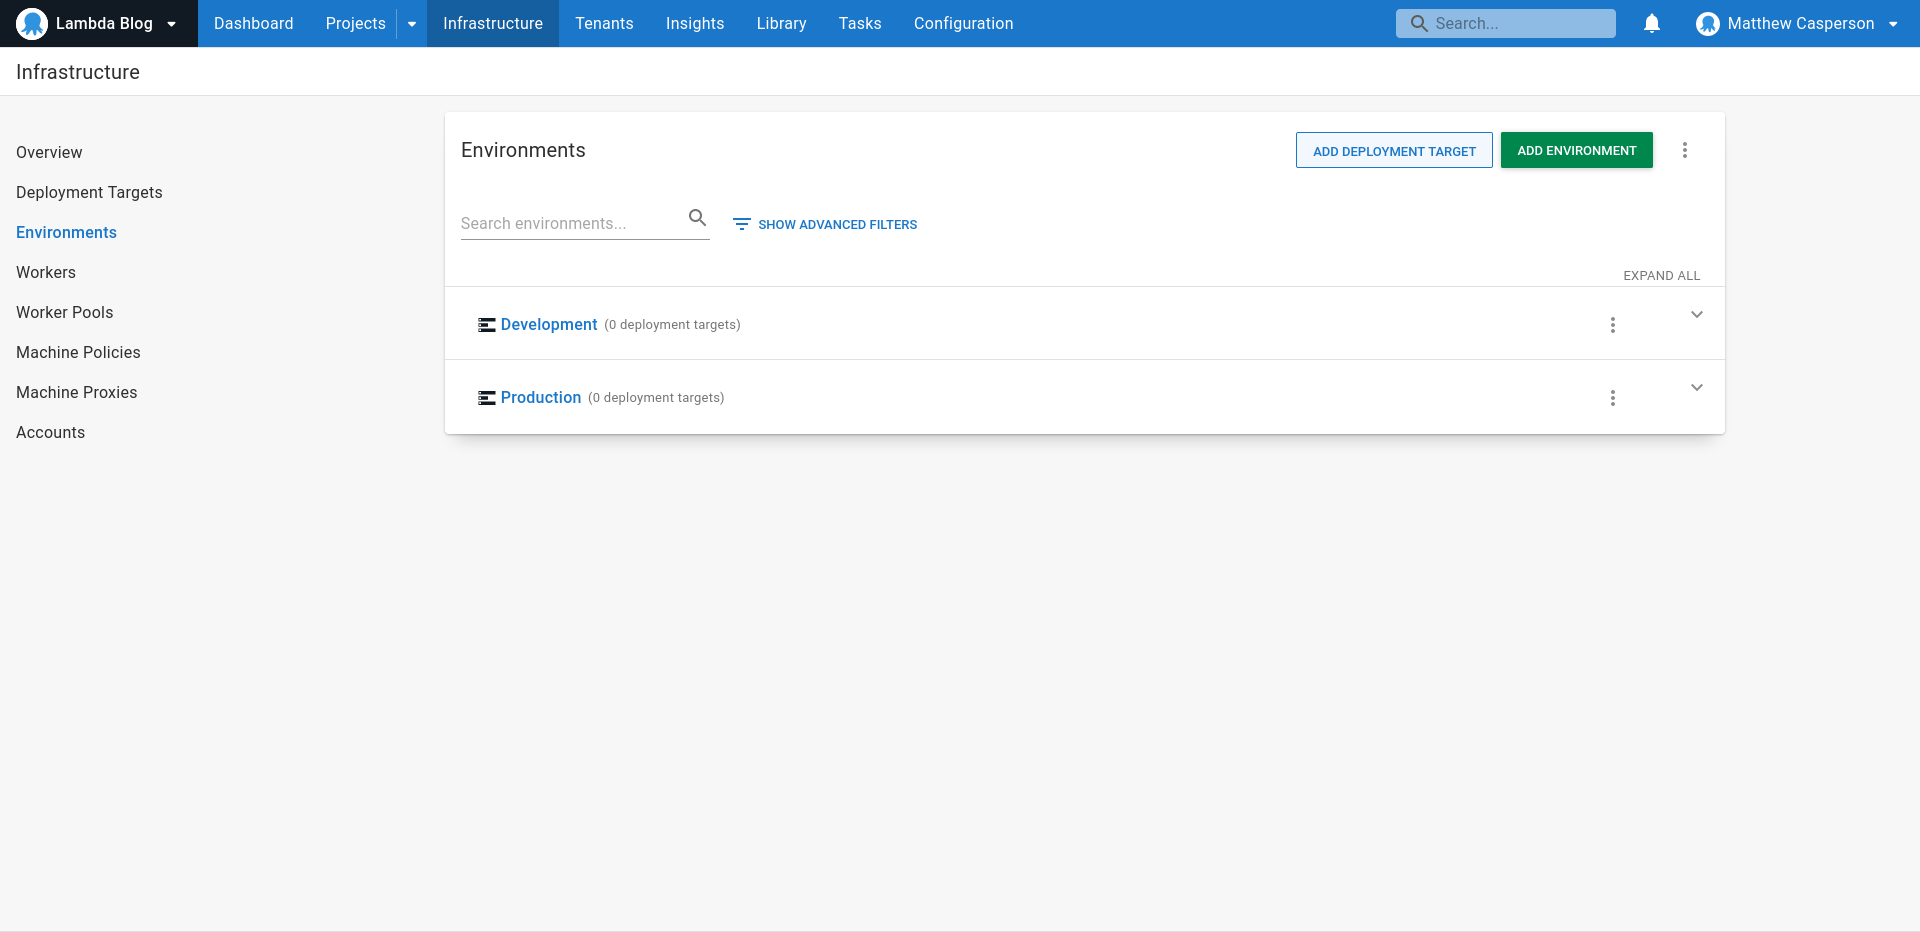 Lambda Blog Dashboard Projects Infrastructure Tenants Insights Library Tasks Configuration Search... Matthew Casperson
Infrastructure
Overview
Deployment Targets
Environments
Workers
Worker Pools
Machine Policies
Machine Proxies
Accounts
Environments ADD DEPLOYMENT TARGET ADD ENVIRONMENT
Search environments... SHOW ADVANCED FILTERS
EXPAND ALL
Development (0 deployment targets)
Production (0 deployment targets)